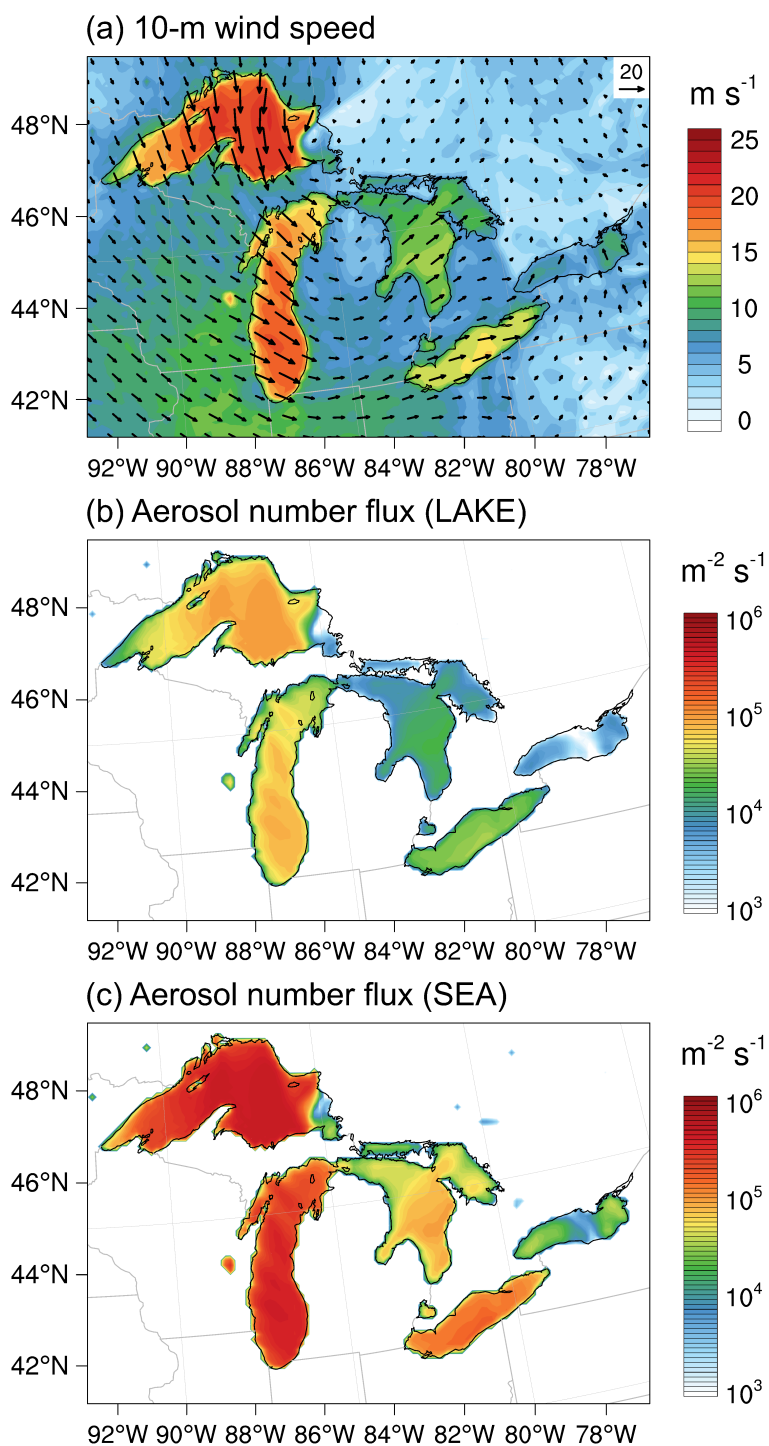 (a) 10-m wind speed
20
m s⁻¹
25
20
15
10
5
0
48°N
46°N
44°N
42°N
92°W 90°W 88°W 86°W 84°W 82°W 80°W 78°W
(b) Aerosol number flux (LAKE)
m⁻² s⁻¹
10⁶
10⁵
10⁴
10³
48°N
46°N
44°N
42°N
92°W 90°W 88°W 86°W 84°W 82°W 80°W 78°W
(c) Aerosol number flux (SEA)
m⁻² s⁻¹
10⁶
10⁵
10⁴
10³
48°N
46°N
44°N
42°N
92°W 90°W 88°W 86°W 84°W 82°W 80°W 78°W